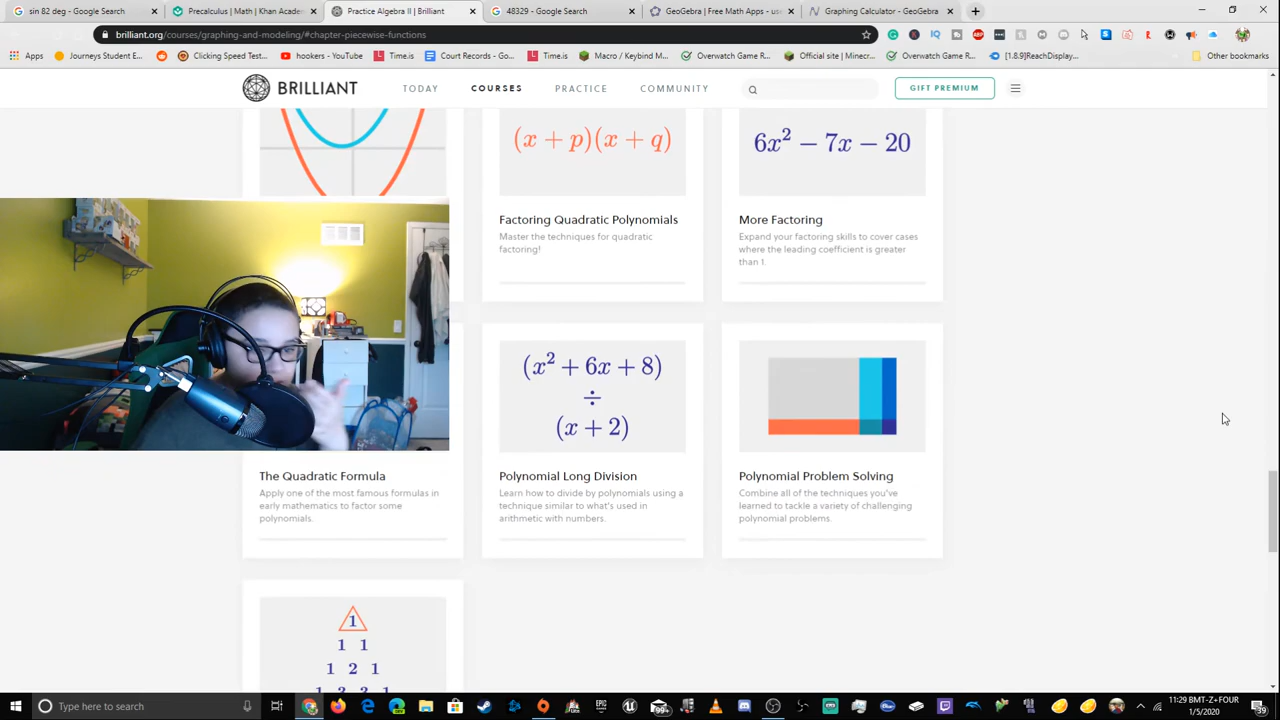 sin 82 deg - Google Search
Precalculus | Math | Khan Acade
Practice Algebra II | Brilliant
48329 - Google Search
GeoGebra | Free Math Apps - use
Graphing Calculator - GeoGebra
brilliant.org/courses/graphing-and-modeling/#chapter-piecewise-functions
Apps
Journeys Student E...
Clicking Speed Test...
hookers - YouTube
Time.is
Court Records - Go...
Time.is
Macro / Keybind M...
Overwatch Game - ...
Official | Minecr...
Overwatch Game - ...
[1.8.9]ReachDisplay...
Other bookmarks
BRILLIANT
TODAY
COURSES
PRACTICE
COMMUNITY
GIFT PREMIUM
(x + p)(x + q)
6x² − 7x − 20
Factoring Quadratic Polynomials
Master the techniques for quadratic
factoring!
More Factoring
Expand your factoring skills to cover cases
where the leading coefficient is greater
than 1.
(x² + 6x + 8)
÷
(x + 2)
The Quadratic Formula
Apply one of the most famous formulas in
early mathematics to factor some
polynomials.
Polynomial Long Division
Learn how to divide by polynomials using a
technique similar to what's used in
arithmetic with numbers.
Polynomial Problem Solving
Combine all of the techniques you've
learned to tackle a variety of challenging
polynomial problems.
1
1 1
1 2 1
1 3 3 1
Type here to search
99+
11:29 BMT-Z+FOUR
1/5/2020
39